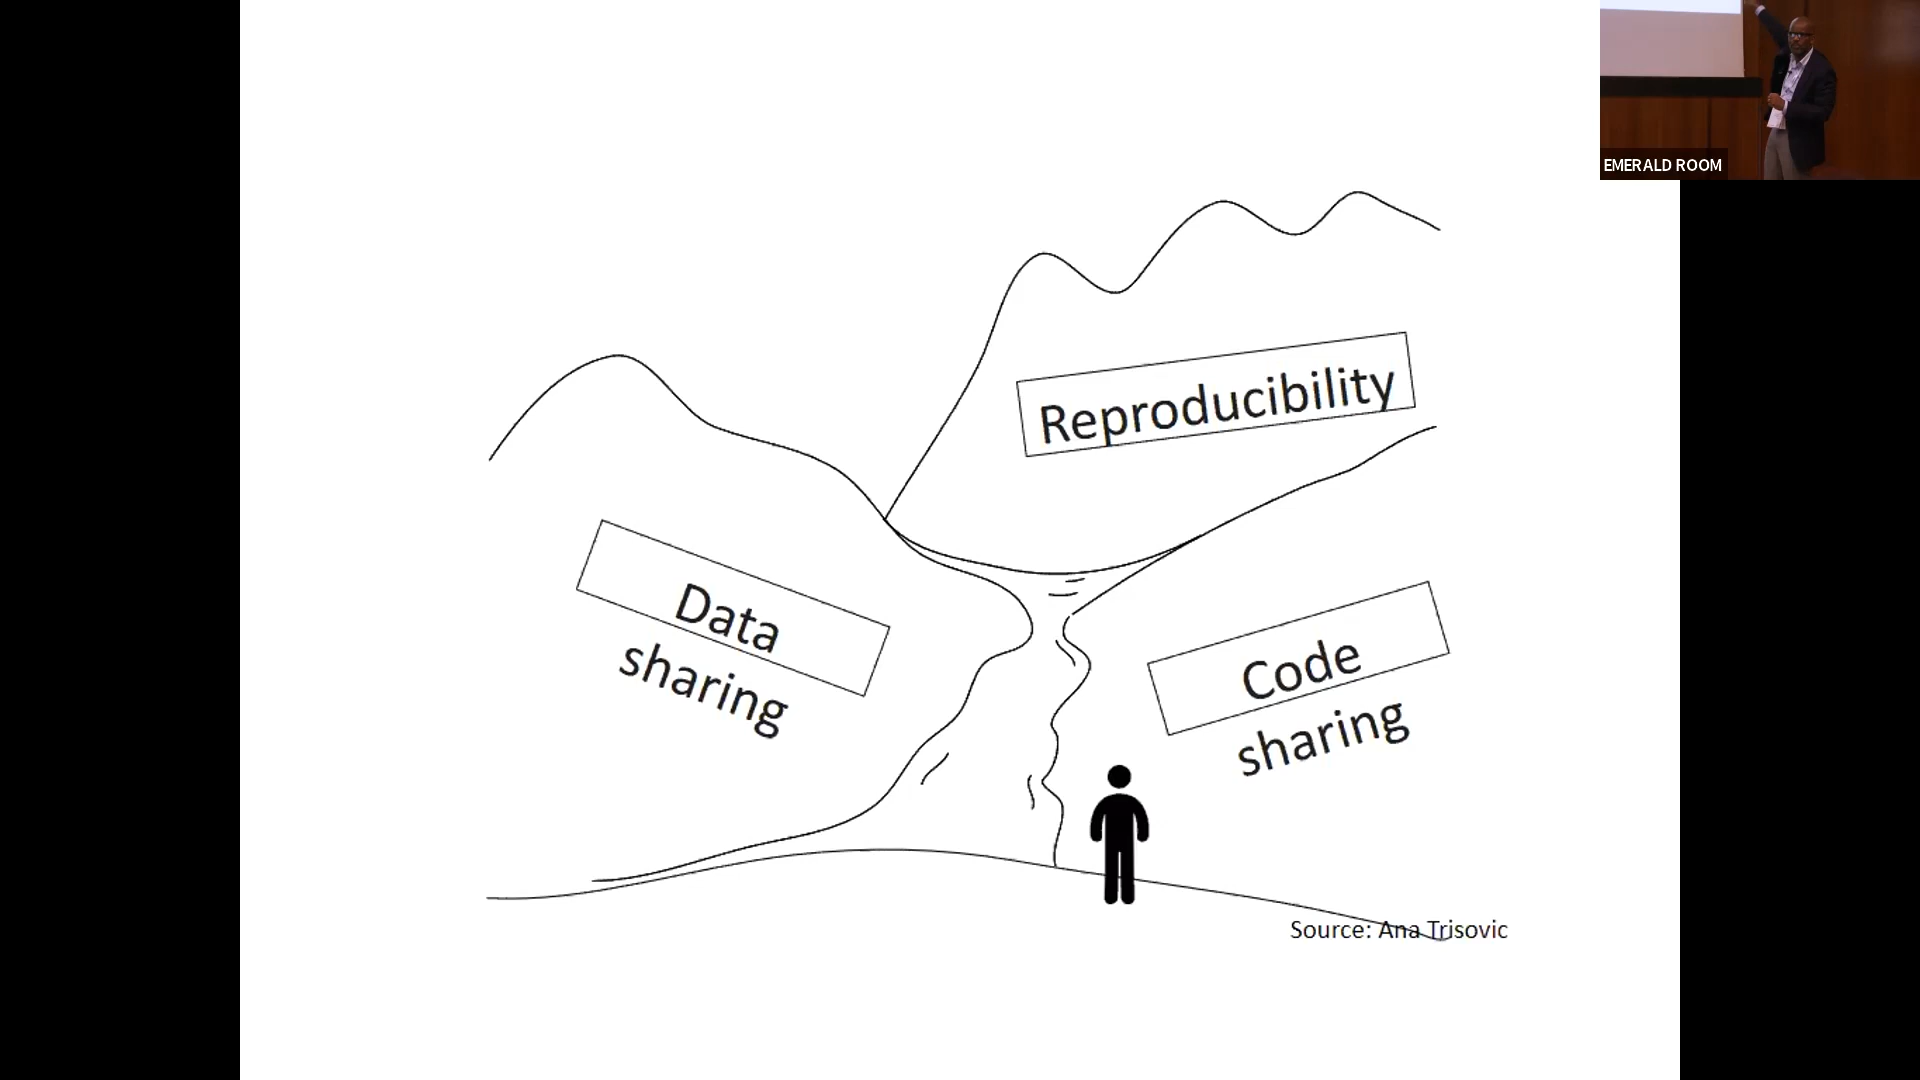 EMERALD ROOM
Reproducibility
Data
sharing
Code
sharing
Source: Ana Trisovic